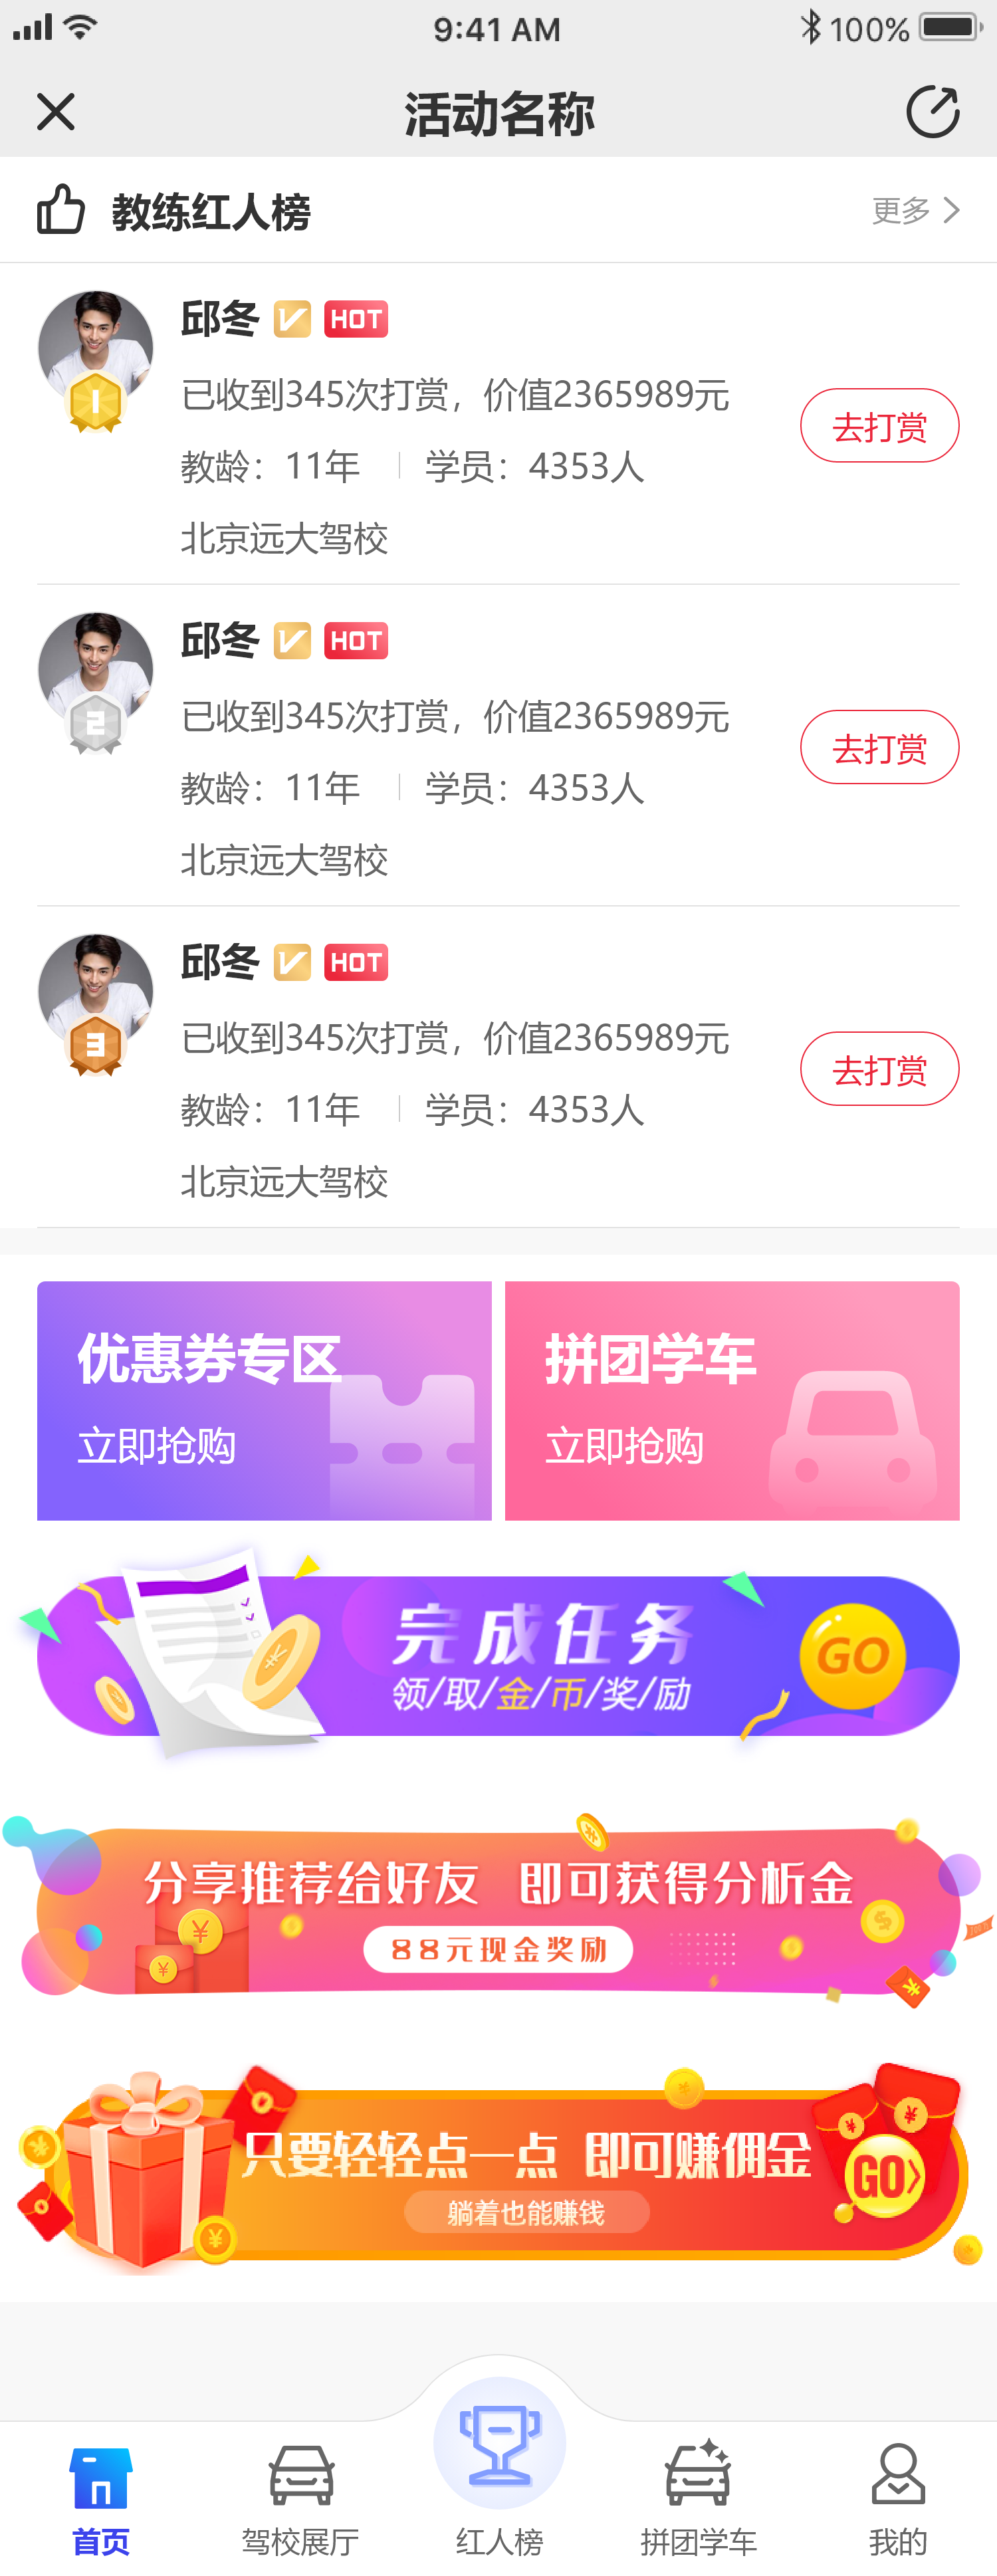 9:41 AM
100%
活动名称
教练红人榜
更多
邱冬 V HOT
1
已收到345次打赏，价值2365989元
去打赏
教龄：11年
学员：4353人
北京远大驾校
邱冬 V HOT
2
已收到345次打赏，价值2365989元
去打赏
教龄：11年
学员：4353人
北京远大驾校
邱冬 V HOT
3
已收到345次打赏，价值2365989元
去打赏
教龄：11年
学员：4353人
北京远大驾校
优惠券专区
立即抢购
拼团学车
立即抢购
完成任务
领/取/金/币/奖/励
GO
分享推荐给好友 即可获得分析金
88元现金奖励
只要轻轻点一点 即可赚佣金
躺着也能赚钱
GO
首页
驾校展厅
红人榜
拼团学车
我的